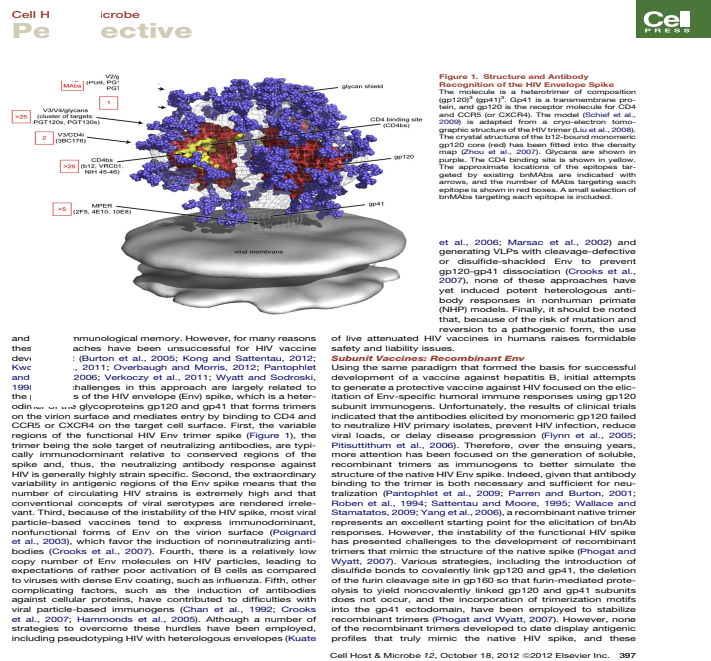 Cell H Microbe
Pe ective
Cell
PRESS
V2/g
MAbs
(PG9, PG1
PGT
1
V3/V4/glycans
>25
(cluster of targets:
PGT120s, PGT130s)
V3/CD4i
2
(3BC176)
CD4bs
>25
(b12, VRC01,
NIH 45-46)
MPER
>5
(2F5, 4E10, 10E8)
glycan shield
CD4 binding site
(CD4bs)
gp120
gp41
viral membrane
Figure 1. Structure and Antibody
Recognition of the HIV Envelope Spike
The molecule is a heterotrimer of composition
(gp120)3 (gp41)3. Gp41 is a transmembrane pro-
tein, and gp120 is the receptor molecule for CD4
and CCR5 (or CXCR4). The model (Schief et al.,
2009) is adapted from a cryo-electron tomo-
graphic structure of the HIV trimer (Liu et al., 2008).
The crystal structure of the b12-bound monomeric
gp120 core (red) has been fitted into the density
map (Zhou et al., 2007). Glycans are shown in
purple. The CD4 binding site is shown in yellow.
The approximate locations of the epitopes tar-
geted by existing bnMAbs are indicated with
arrows, and the number of MAbs targeting each
epitope is shown in red boxes. A small selection of
bnMAbs targeting each epitope is included.
and mmunological memory. However, for many reasons
thes aches have been unsuccessful for HIV vaccine
deve (Burton et al., 2005; Kong and Sattentau, 2012;
Kwo , 2011; Overbaugh and Morris, 2012; Pantophlet
and 2006; Verkoczy et al., 2011; Wyatt and Sodroski,
1998 hallenges in this approach are largely related to
the s of the HIV envelope (Env) spike, which is a heter-
odimer of the glycoproteins gp120 and gp41 that forms trimers
on the virion surface and mediates entry by binding to CD4 and
CCR5 or CXCR4 on the target cell surface. First, the variable
regions of the functional HIV Env trimer spike (Figure 1), the
trimer being the sole target of neutralizing antibodies, are typi-
cally immunodominant relative to conserved regions of the
spike and, thus, the neutralizing antibody response against
HIV is generally highly strain specific. Second, the extraordinary
variability in antigenic regions of the Env spike means that the
number of circulating HIV strains is extremely high and that
conventional concepts of viral serotypes are rendered irrele-
vant. Third, because of the instability of the HIV spike, most viral
particle-based vaccines tend to express immunodominant,
nonfunctional forms of Env on the virion surface (Poignard
et al., 2003), which favor the induction of nonneutralizing anti-
bodies (Crooks et al., 2007). Fourth, there is a relatively low
copy number of Env molecules on HIV particles, leading to
expectations of rather poor activation of B cells as compared
to viruses with dense Env coating, such as influenza. Fifth, other
complicating factors, such as the induction of antibodies
against cellular proteins, have contributed to difficulties with
viral particle-based immunogens (Chan et al., 1992; Crooks
et al., 2007; Hammonds et al., 2005). Although a number of
strategies to overcome these hurdles have been employed,
including pseudotyping HIV with heterologous envelopes (Kuate
et al., 2006; Marsac et al., 2002) and
generating VLPs with cleavage-defective
or disulfide-shackled Env to prevent
gp120-gp41 dissociation (Crooks et al.,
2007), none of these approaches have
yet induced potent heterologous anti-
body responses in nonhuman primate
(NHP) models. Finally, it should be noted
that, because of the risk of mutation and
reversion to a pathogenic form, the use
of live attenuated HIV vaccines in humans raises formidable
safety and liability issues.
Subunit Vaccines: Recombinant Env
Using the same paradigm that formed the basis for successful
development of a vaccine against hepatitis B, initial attempts
to generate a protective vaccine against HIV focused on the elic-
itation of Env-specific humoral immune responses using gp120
subunit immunogens. Unfortunately, the results of clinical trials
indicated that the antibodies elicited by monomeric gp120 failed
to neutralize HIV primary isolates, prevent HIV infection, reduce
viral loads, or delay disease progression (Flynn et al., 2005;
Pitisuttithum et al., 2006). Therefore, over the ensuing years,
more attention has been focused on the generation of soluble,
recombinant trimers as immunogens to better simulate the
structure of the native HIV Env spike. Indeed, given that antibody
binding to the trimer is both necessary and sufficient for neu-
tralization (Pantophlet et al., 2009; Parren and Burton, 2001;
Roben et al., 1994; Sattentau and Moore, 1995; Wallace and
Stamatatos, 2009; Yang et al., 2006), a recombinant native trimer
represents an excellent starting point for the elicitation of bnAb
responses. However, the instability of the functional HIV spike
has presented challenges to the development of recombinant
trimers that mimic the structure of the native spike (Phogat and
Wyatt, 2007). Various strategies, including the introduction of
disulfide bonds to covalently link gp120 and gp41, the deletion
of the furin cleavage site in gp160 so that furin-mediated prote-
olysis to yield noncovalently linked gp120 and gp41 subunits
does not occur, and the incorporation of trimerization motifs
into the gp41 ectodomain, have been employed to stabilize
recombinant trimers (Phogat and Wyatt, 2007). However, none
of the recombinant trimers developed to date display antigenic
profiles that truly mimic the native HIV spike, and these
Cell Host & Microbe 12, October 18, 2012 ©2012 Elsevier Inc. 397